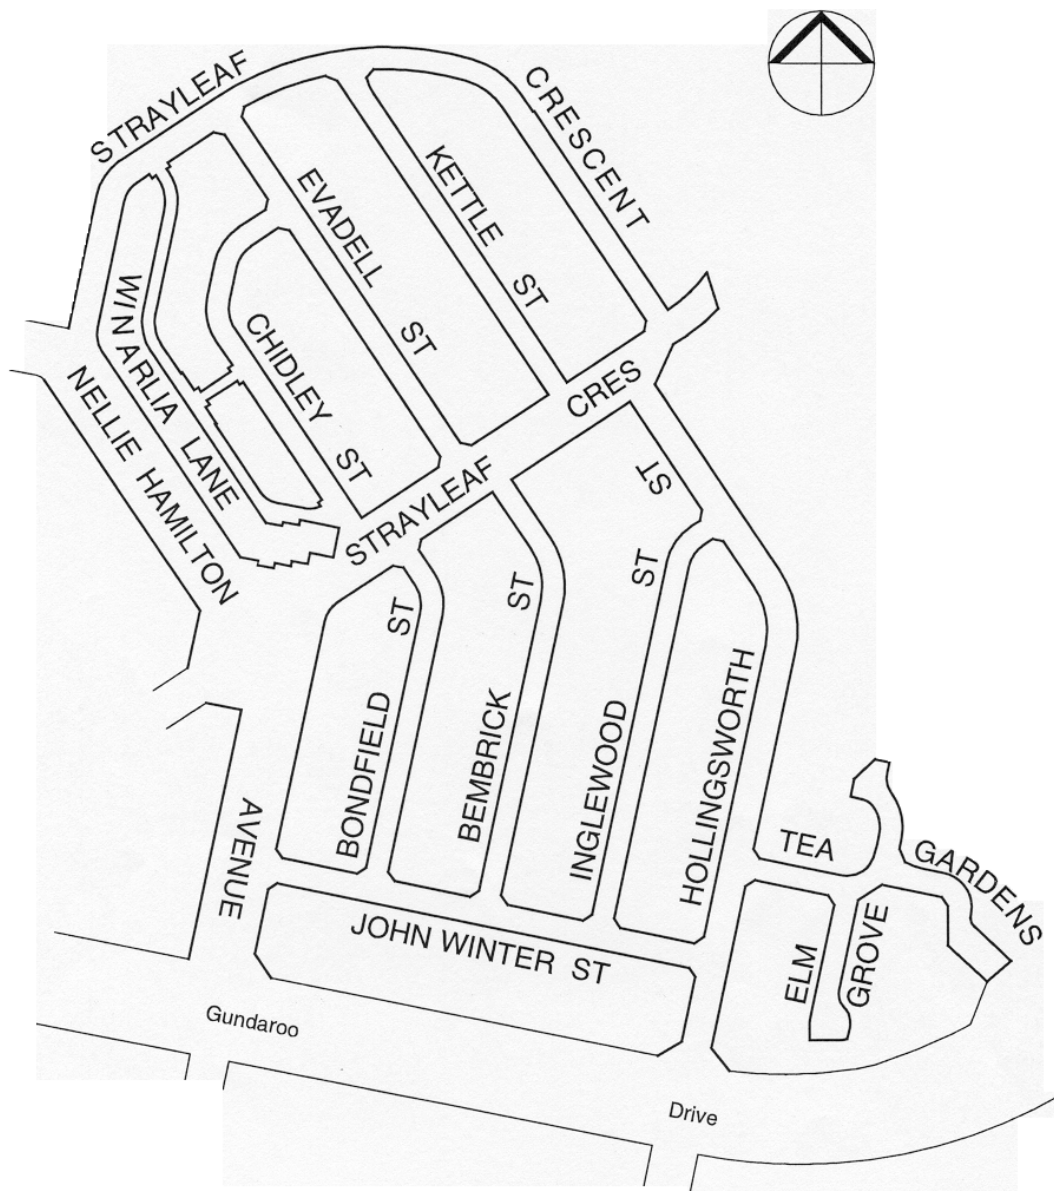 STRAYLEAF
CRESCENT
KETTLE ST
EVADELL ST
WINARLIA LANE
CHIDLEY ST
CRES
NELLIE HAMILTON
STRAYLEAF
ST
ST
ST
ST
BONDFIELD
BEMBRICK
INGLEWOOD
HOLLINGSWORTH
AVENUE
TEA
GARDENS
JOHN WINTER ST
ELM
GROVE
Gundaroo
Drive